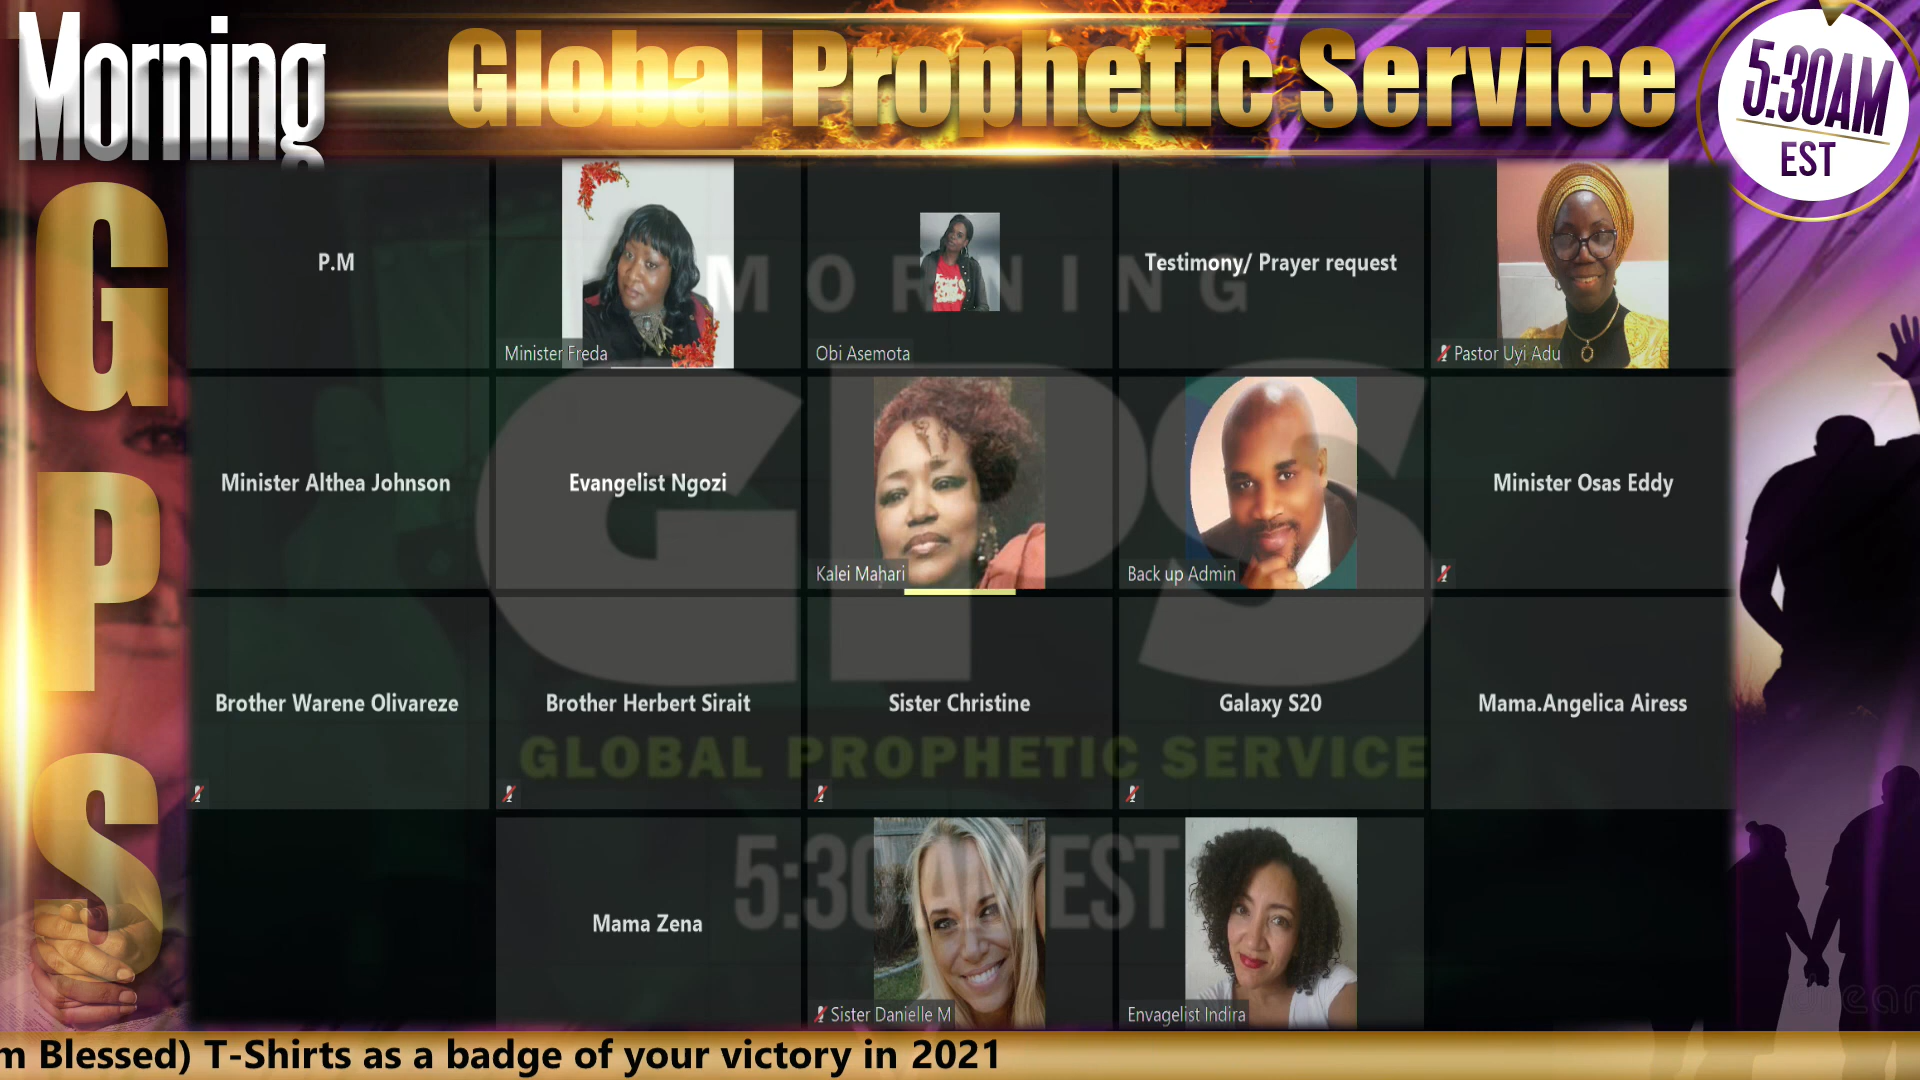 Morning
Global Prophetic Service
5:30AM
EST
G
P
S
MORNING
GPS
GLOBAL PROPHETIC SERVICE
5:30AM EST
P.M
Minister Freda
Obi Asemota
Testimony/ Prayer request
Pastor Uyi Adu
Minister Althea Johnson
Evangelist Ngozi
Kalei Mahari
Back up Admin
Minister Osas Eddy
Brother Warene Olivareze
Brother Herbert Sirait
Sister Christine
Galaxy S20
Mama.Angelica Airess
Mama Zena
Sister Danielle M
Envagelist Indira
m Blessed) T-Shirts as a badge of your victory in 2021